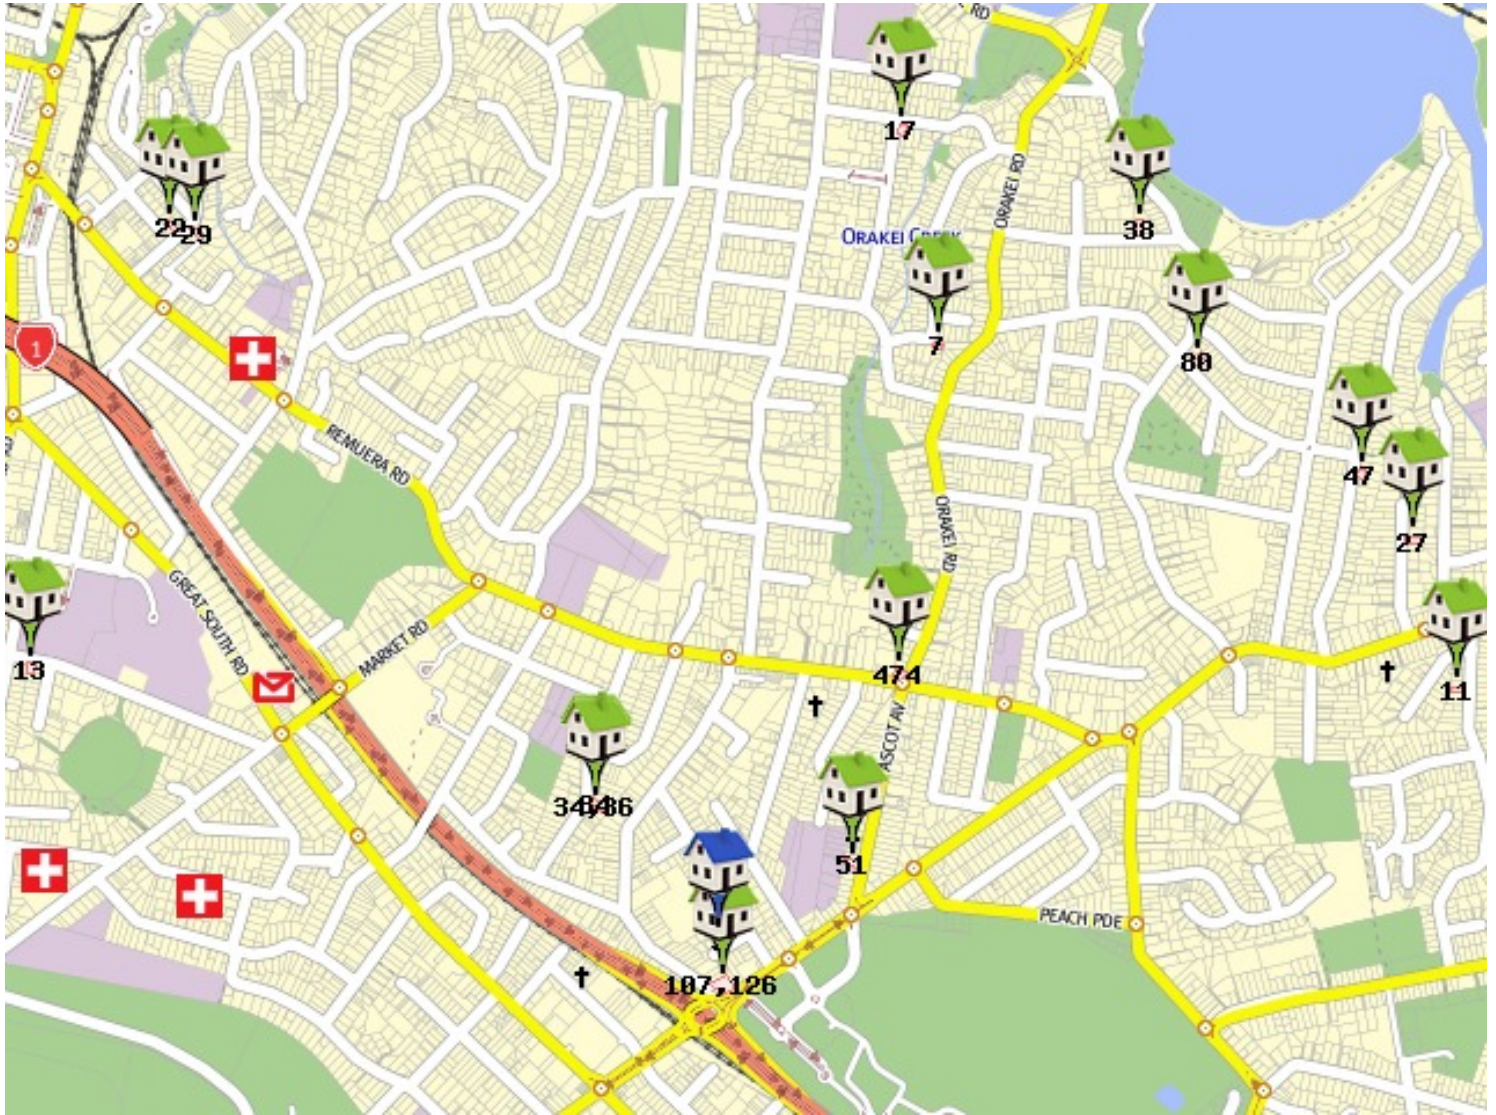 RD
17
ORAKEI RD
22
29
38
ORAKEI CREEK
7
80
1
REMUERA RD
47
ORAKEI RD
27
GREAT SOUTH RD
MARKET RD
13
474
11
ASCOT AV
51
107,126
PEACH PDE